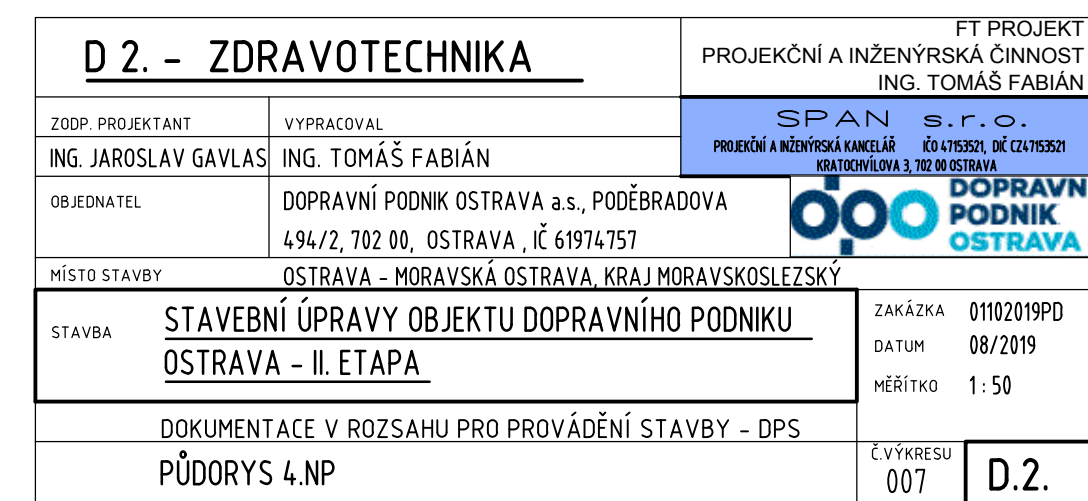 D 2. - ZDRAVOTECHNIKA
FT PROJEKT
PROJEKČNÍ A INŽENÝRSKÁ ČINNOST
ING. TOMÁŠ FABIÁN
ZODP. PROJEKTANT
VYPRACOVAL
ING. JAROSLAV GAVLAS
ING. TOMÁŠ FABIÁN
SPAN s.r.o.
PROJEKČNÍ A INŽENÝRSKÁ KANCELÁŘ IČO 47153521, DIČ CZ47153521
KRATOCHVÍLOVA 3, 702 00 OSTRAVA
OBJEDNATEL
DOPRAVNÍ PODNIK OSTRAVA a.s., PODĚBRADOVA
494/2, 702 00, OSTRAVA , IČ 61974757
dpo
DOPRAVN
PODNIK
OSTRAVA
MÍSTO STAVBY
OSTRAVA - MORAVSKÁ OSTRAVA, KRAJ MORAVSKOSLEZSKÝ
STAVBA
STAVEBNÍ ÚPRAVY OBJEKTU DOPRAVNÍHO PODNIKU
OSTRAVA - II. ETAPA
ZAKÁZKA 01102019PD
DATUM 08/2019
MĚŘÍTKO 1 : 50
DOKUMENTACE V ROZSAHU PRO PROVÁDĚNÍ STAVBY - DPS
PŮDORYS 4.NP
Č.VÝKRESU
007
D.2.